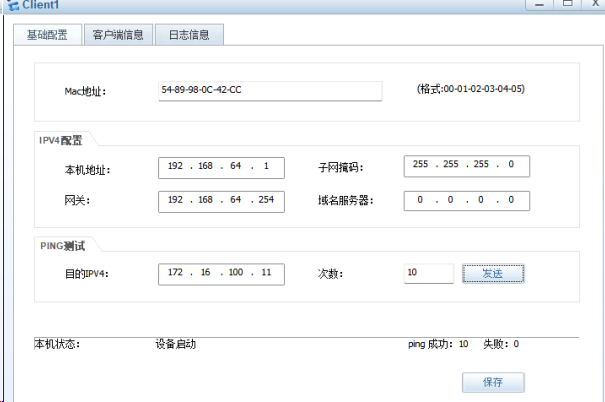 Client1
基础配置 客户端信息 日志信息
Mac地址: 54-89-98-0C-42-CC (格式:00-01-02-03-04-05)
IPV4配置
本机地址: 192 . 168 . 64 . 1 子网掩码: 255 . 255 . 255 . 0
网关: 192 . 168 . 64 . 254 域名服务器: 0 . 0 . 0 . 0
PING测试
目的IPV4: 172 . 16 . 100 . 11 次数: 10 发送
本机状态: 设备启动 ping 成功: 10 失败: 0
保存